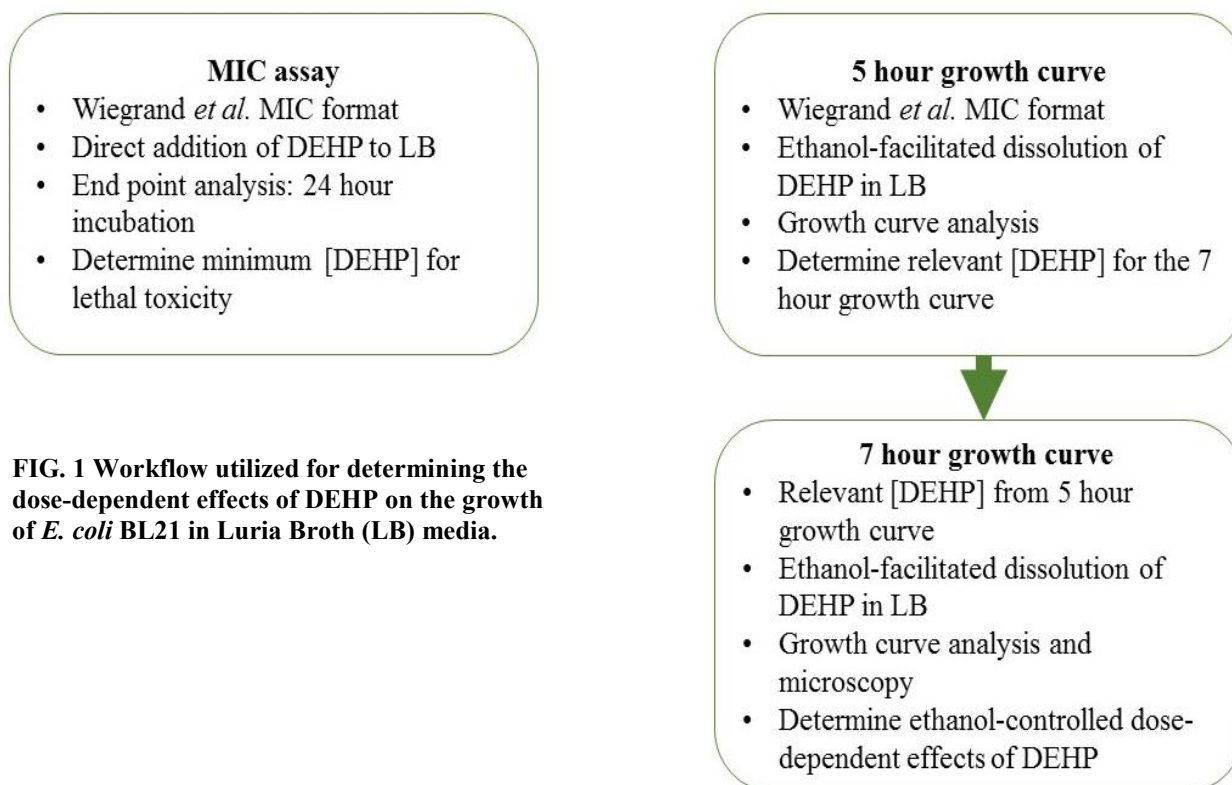 MIC assay
• Wiegrand et al. MIC format
• Direct addition of DEHP to LB
• End point analysis: 24 hour
incubation
• Determine minimum [DEHP] for
lethal toxicity
5 hour growth curve
• Wiegrand et al. MIC format
• Ethanol-facilitated dissolution of
DEHP in LB
• Growth curve analysis
• Determine relevant [DEHP] for the 7
hour growth curve
FIG. 1 Workflow utilized for determining the
dose-dependent effects of DEHP on the growth
of E. coli BL21 in Luria Broth (LB) media.
7 hour growth curve
• Relevant [DEHP] from 5 hour
growth curve
• Ethanol-facilitated dissolution of
DEHP in LB
• Growth curve analysis and
microscopy
• Determine ethanol-controlled dose-
dependent effects of DEHP